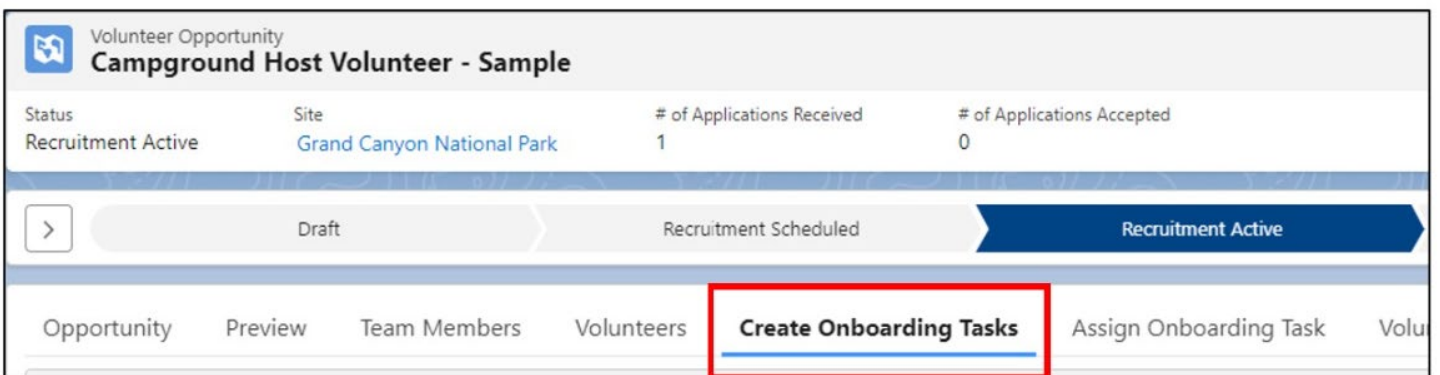 Volunteer Opportunity
Campground Host Volunteer - Sample
Status Site # of Applications Received # of Applications Accepted
Recruitment Active Grand Canyon National Park 1 0
Draft Recruitment Scheduled Recruitment Active
Opportunity Preview Team Members Volunteers Create Onboarding Tasks Assign Onboarding Task